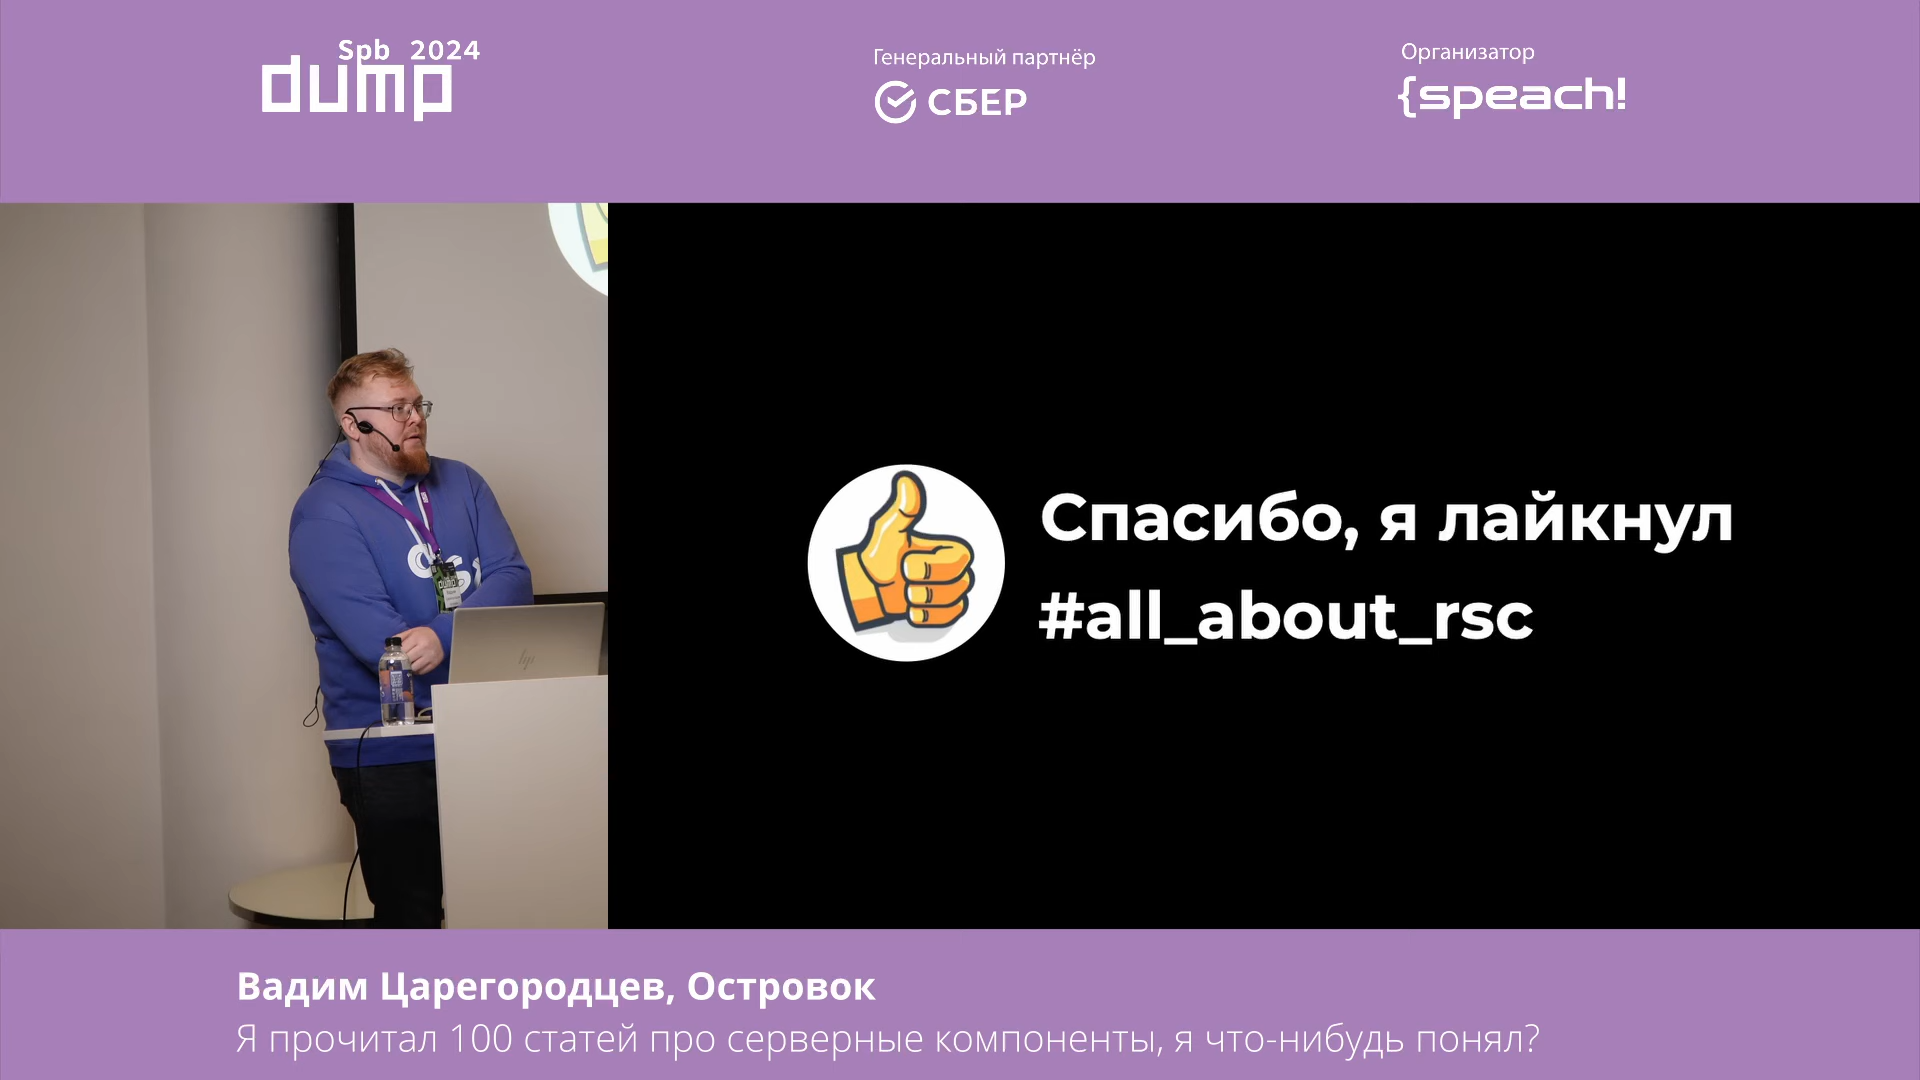 Spb 2024
dump
Генеральный партнёр
СБЕР
Организатор
{speach!
Спасибо, я лайкнул
#all_about_rsc
hp
Вадим Царегородцев, Островок
Я прочитал 100 статей про серверные компоненты, я что-нибудь понял?